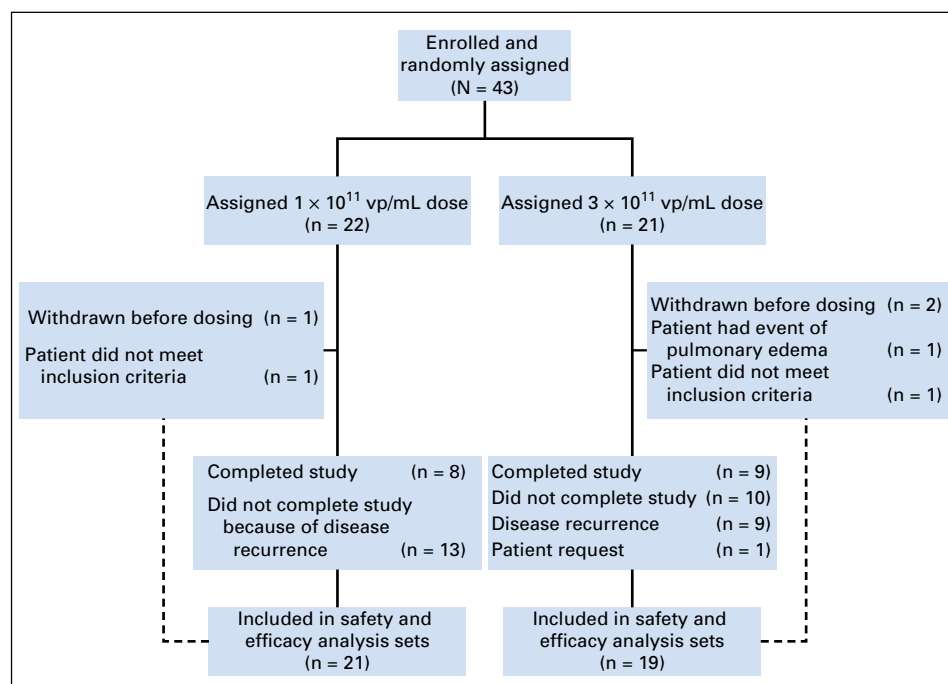 Enrolled and
randomly assigned
(N = 43)
Assigned 1 × 10¹¹ vp/mL dose
(n = 22)
Assigned 3 × 10¹¹ vp/mL dose
(n = 21)
Withdrawn before dosing (n = 1)
Patient did not meet
inclusion criteria (n = 1)
Withdrawn before dosing (n = 2)
Patient had event of
pulmonary edema (n = 1)
Patient did not meet
inclusion criteria (n = 1)
Completed study (n = 8)
Did not complete study
because of disease
recurrence (n = 13)
Completed study (n = 9)
Did not complete study (n = 10)
Disease recurrence (n = 9)
Patient request (n = 1)
Included in safety and
efficacy analysis sets
(n = 21)
Included in safety and
efficacy analysis sets
(n = 19)